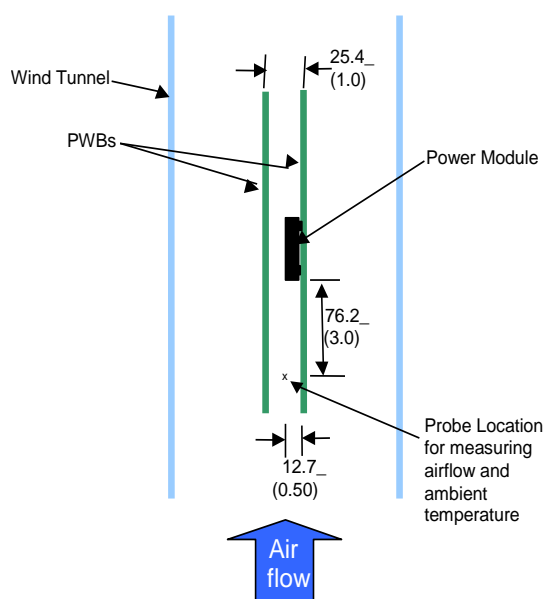 25.4_
(1.0)
Wind Tunnel
PWBs
Power Module
76.2_
(3.0)
x
Probe Location
for measuring
airflow and
ambient
temperature
12.7_
(0.50)
Air
flow